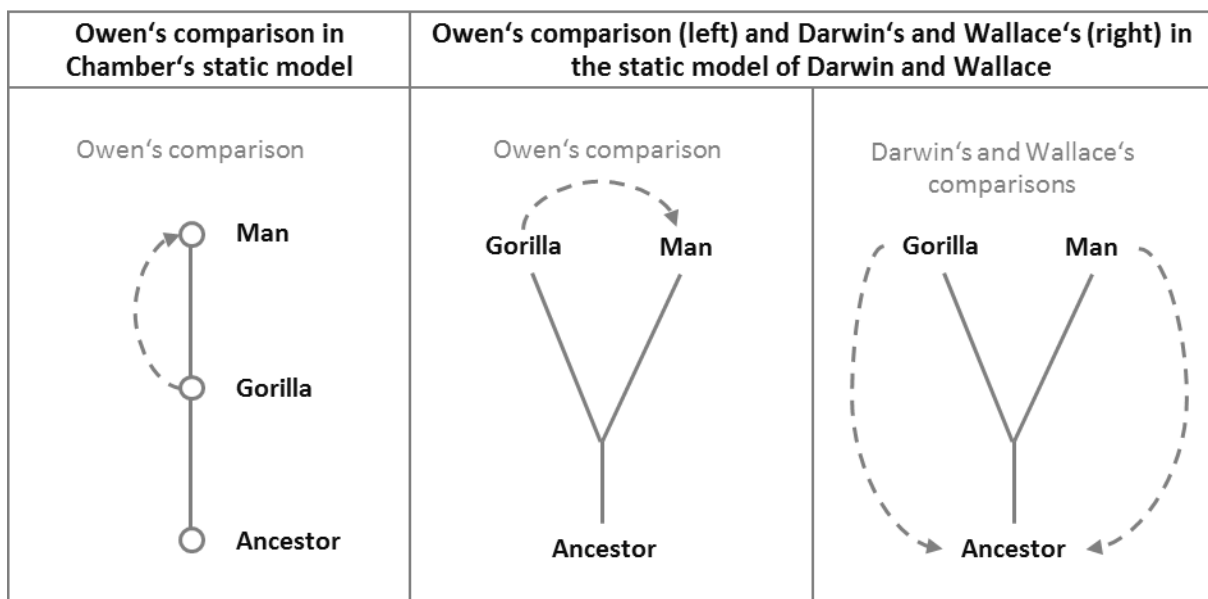 Owen‘s comparison in
Chamber‘s static model
Owen‘s comparison (left) and Darwin‘s and Wallace‘s (right) in
the static model of Darwin and Wallace
Owen‘s comparison
Man
Gorilla
Ancestor
Owen‘s comparison
Gorilla
Man
Ancestor
Darwin‘s and Wallace‘s
comparisons
Gorilla
Man
Ancestor